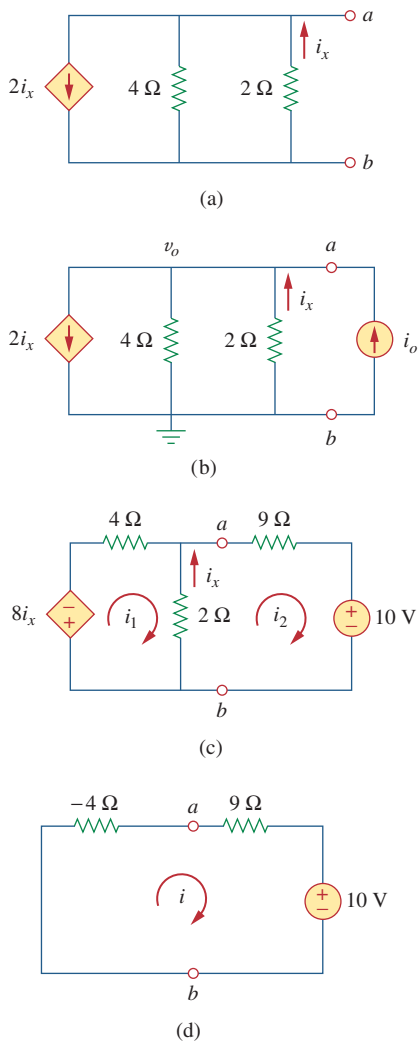 a
i_x
2i_x 4 Ω 2 Ω
b
(a)
v_o a
i_x
2i_x 4 Ω 2 Ω i_o
b
(b)
4 Ω a 9 Ω
i_x
8i_x − + i_1 2 Ω i_2 + − 10 V
b
(c)
−4 Ω a 9 Ω
i + − 10 V
b
(d)